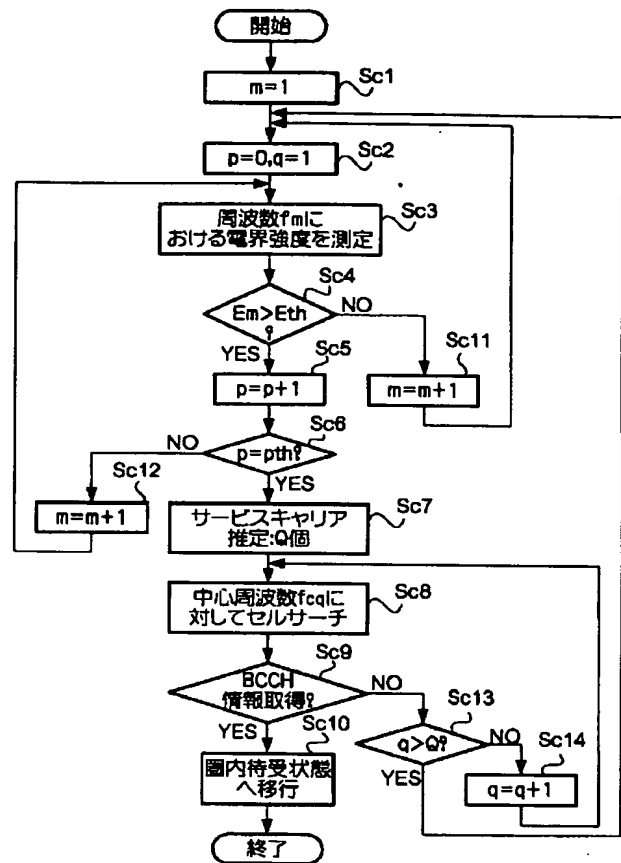 開始
m=1
Sc1
p=0,q=1
Sc2
周波数fmに
おける電界強度を測定
Sc3
Em>Eth
?
Sc4
NO
YES
p=p+1
Sc5
m=m+1
Sc11
p=pth?
Sc6
NO
YES
m=m+1
Sc12
サービスキャリア
推定:Q個
Sc7
中心周波数fcqに
対してセルサーチ
Sc8
BCCH
情報取得?
Sc9
NO
YES
q>Q?
Sc13
NO
YES
q=q+1
Sc14
圏内待受状態
へ移行
Sc10
終了